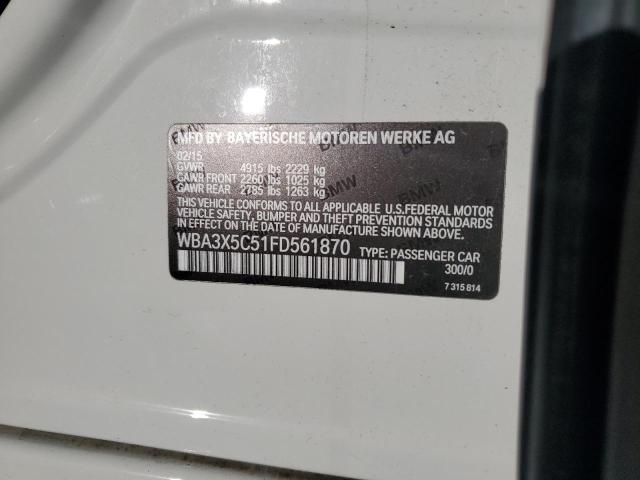 MFD BY BAYERISCHE MOTOREN WERKE AG
02/15
GVWR 4915 lbs 2229 kg
GAWR FRONT 2260 lbs 1025 kg
GAWR REAR 2785 lbs 1263 kg
THIS VEHICLE CONFORMS TO ALL APPLICABLE U.S.FEDERAL MOTOR
VEHICLE SAFETY, BUMPER, AND THEFT PREVENTION STANDARDS
IN EFFECT ON THE DATE OF MANUFACTURE SHOWN ABOVE.
WBA3X5C51FD561870 TYPE: PASSENGER CAR
300/0
7 315 814